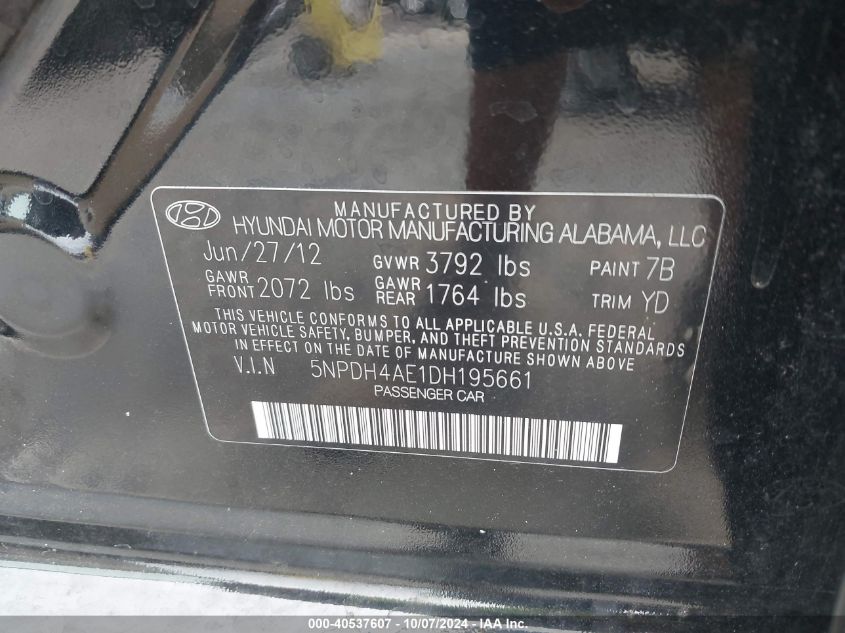 MANUFACTURED BY
HYUNDAI MOTOR MANUFACTURING ALABAMA, LLC
Jun/27/12 GVWR 3792 lbs PAINT 7B
GAWR FRONT 2072 lbs GAWR REAR 1764 lbs TRIM YD
THIS VEHICLE CONFORMS TO ALL APPLICABLE U.S.A. FEDERAL
MOTOR VEHICLE SAFETY, BUMPER, AND THEFT PREVENTION STANDARDS
IN EFFECT ON THE DATE OF MANUFACTURE SHOWN ABOVE
V.I.N 5NPDH4AE1DH195661
PASSENGER CAR
000-40537607 - 10/07/2024 - IAA Inc.